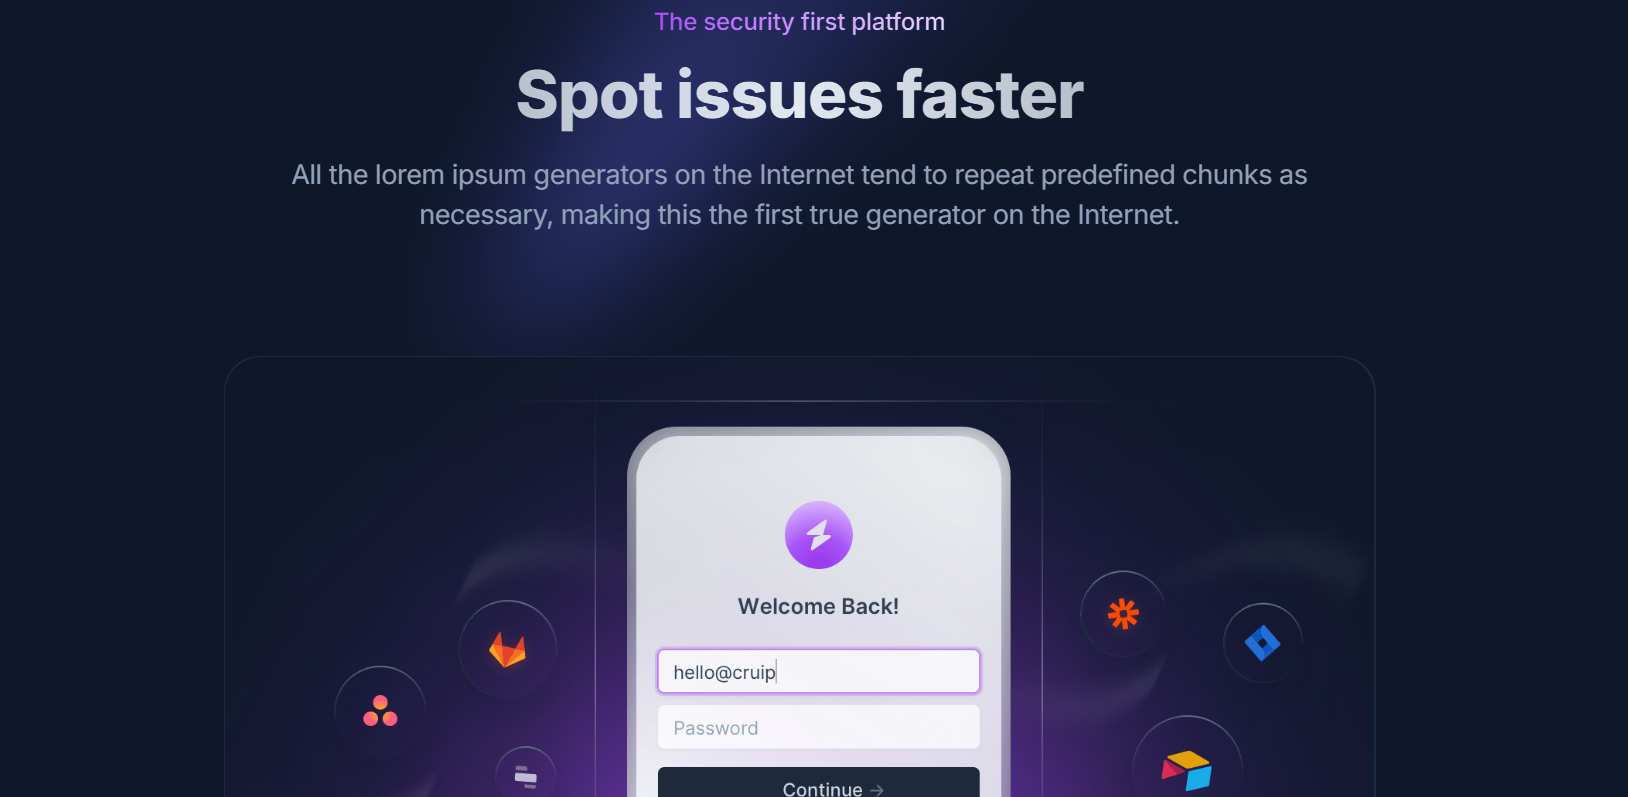 The security first platform
Spot issues faster
All the lorem ipsum generators on the Internet tend to repeat predefined chunks as
necessary, making this the first true generator on the Internet.
Welcome Back!
hello@cruip
Password
Continue →